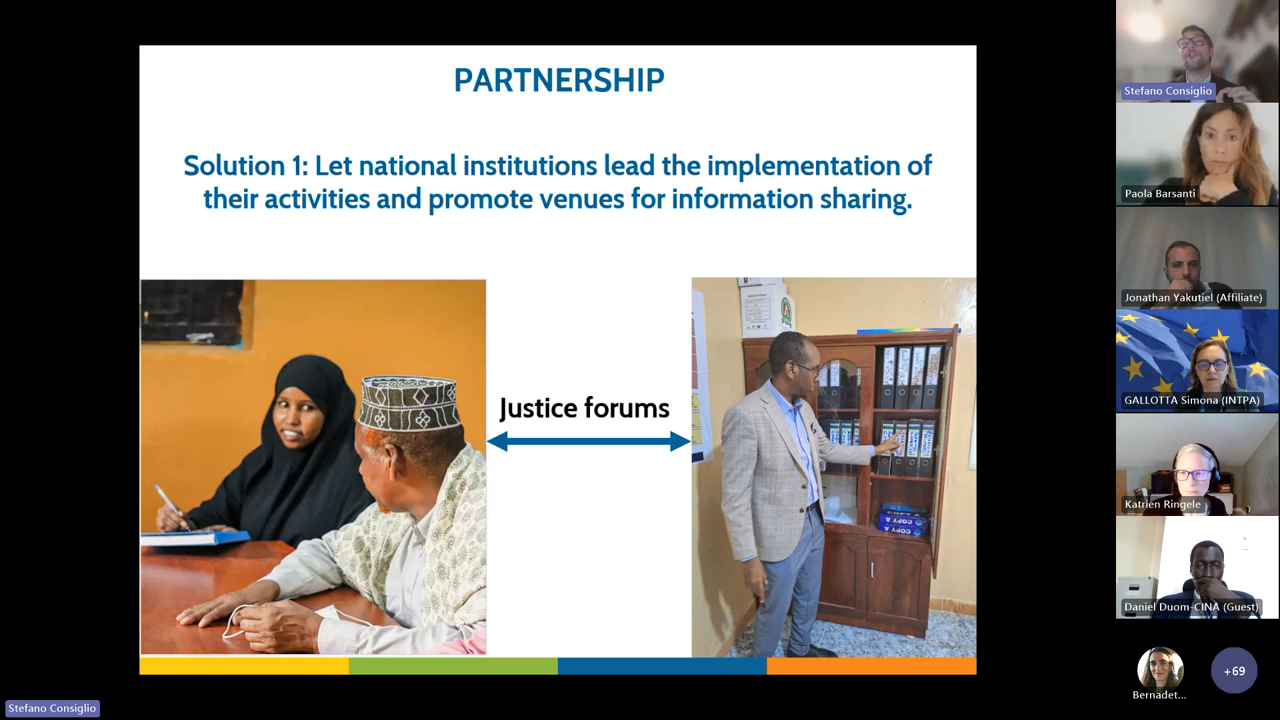 PARTNERSHIP
Solution 1: Let national institutions lead the implementation of
their activities and promote venues for information sharing.
Justice forums
COPY A
COPY A
Stefano Consiglio
Paola Barsanti
Jonathan Yakutiel (Affiliate)
GALLOTTA Simona (INTPA)
Katrien Ringele
Daniel Duom-CINA (Guest)
Bernadet...
+69
Stefano Consiglio